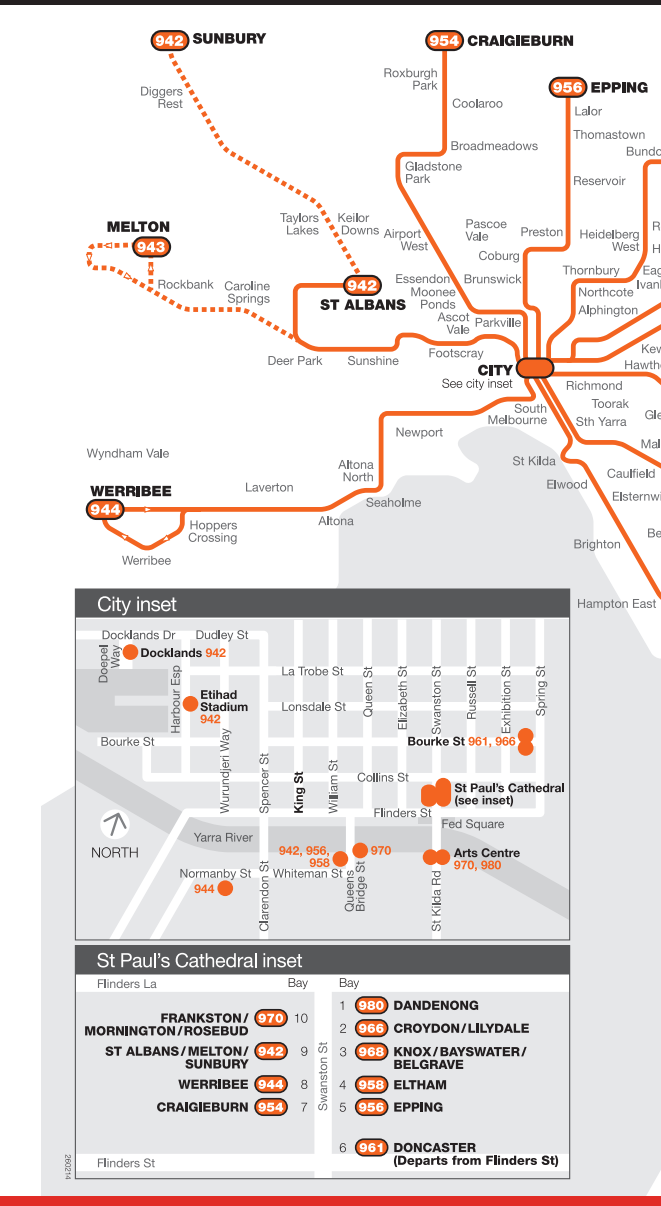 942 SUNBURY
954 CRAIGIEBURN
Roxburgh
Park
956 EPPING
Diggers
Rest
Coolaroo
Lalor
Thomastown
Broadmeadows
Bundo
Gladstone
Park
Reservoir
MELTON
943
Taylors
Lakes
Keilor
Downs
Airport
West
Pascoe
Vale
Preston
Heidelberg
West
R
H
Coburg
Rockbank
Caroline
Springs
942
ST ALBANS
Essendon
Moonee
Ponds
Brunswick
Thornbury
Eag
Ivanh
Northcote
Ascot
Vale
Parkville
Alphington
Deer Park
Sunshine
Footscray
Kew
Hawtho
CITY
See city inset
Richmond
Toorak
South
Melbourne
Sth Yarra
Gle
Newport
Mal
Wyndham Vale
Altona
North
St Kilda
Caulfield
WERRIBEE
944
Laverton
Elwood
Elsternwi
Seaholme
Hoppers
Crossing
Altona
Be
Brighton
Werribee
Hampton East
City inset
Docklands Dr
Dudley St
Doepel
Way
Docklands 942
Harbour Esp
Etihad
Stadium
942
La Trobe St
Lonsdale St
Queen St
Elizabeth St
Swanston St
Russell St
Exhibition St
Spring St
Bourke St
Bourke St 961, 966
Wurundjeri Way
Spencer St
King St
William St
Collins St
St Paul's Cathedral
(see inset)
Flinders St
Fed Square
NORTH
Yarra River
942, 956,
958
970
Arts Centre
970, 980
Normanby St
944
Clarendon St
Whiteman St
Queens
Bridge St
St Kilda Rd
St Paul's Cathedral inset
Flinders La
Bay
Bay
FRANKSTON/
MORNINGTON/ROSEBUD
970 10
ST ALBANS/MELTON/
SUNBURY
942 9
WERRIBEE 944 8
CRAIGIEBURN 954 7
Swanston St
1 980 DANDENONG
2 966 CROYDON/LILYDALE
3 968 KNOX/BAYSWATER/
BELGRAVE
4 958 ELTHAM
5 956 EPPING
6 961 DONCASTER
(Departs from Flinders St)
Flinders St
260214